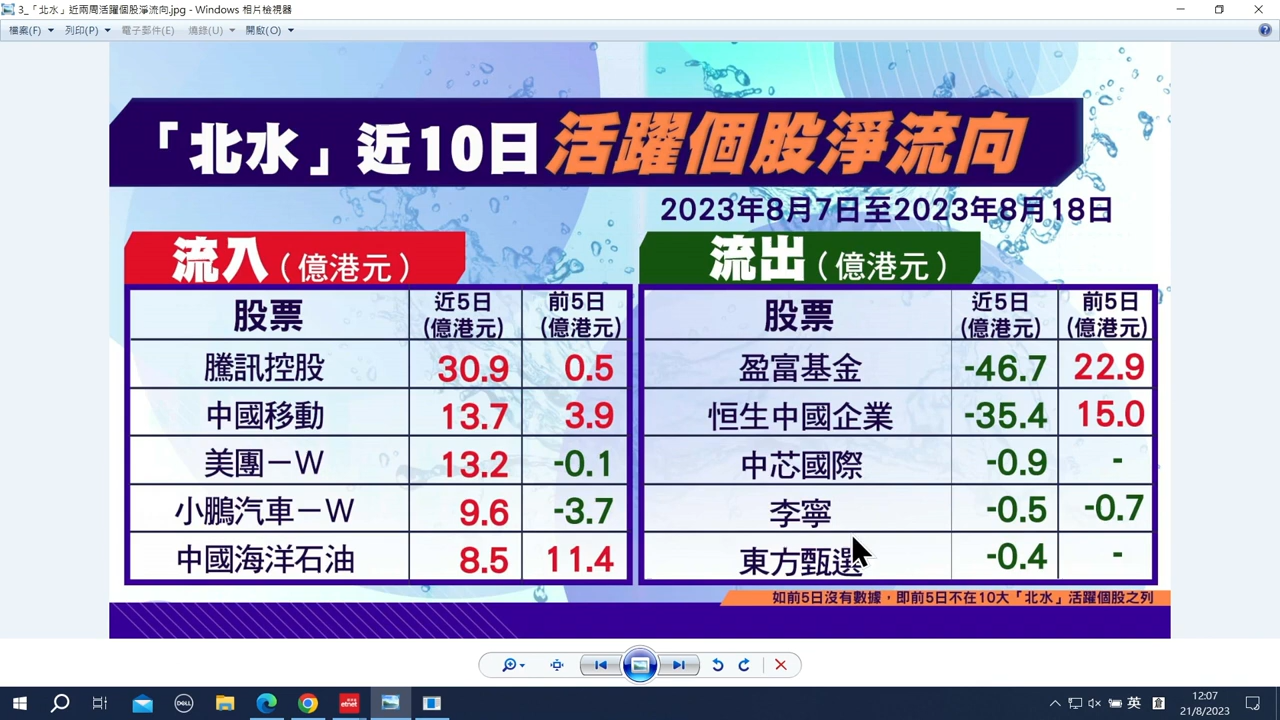 3_「北水」近兩周活躍個股淨流向.jpg - Windows 相片檢視器
檔案(F) 列印(P) 電子郵件(E) 燒錄(U) 開啟(O)
「北水」近10日活躍個股淨流向
2023年8月7日至2023年8月18日
流入（億港元）
股票 近5日(億港元) 前5日(億港元)
騰訊控股 30.9 0.5
中國移動 13.7 3.9
美團－W 13.2 -0.1
小鵬汽車－W 9.6 -3.7
中國海洋石油 8.5 11.4
流出（億港元）
股票 近5日(億港元) 前5日(億港元)
盈富基金 -46.7 22.9
恒生中國企業 -35.4 15.0
中芯國際 -0.9 -
李寧 -0.5 -0.7
東方甄選 -0.4 -
如前5日沒有數據，即前5日不在10大「北水」活躍個股之列
DELL
etnet
英
倉
12:07
21/8/2023